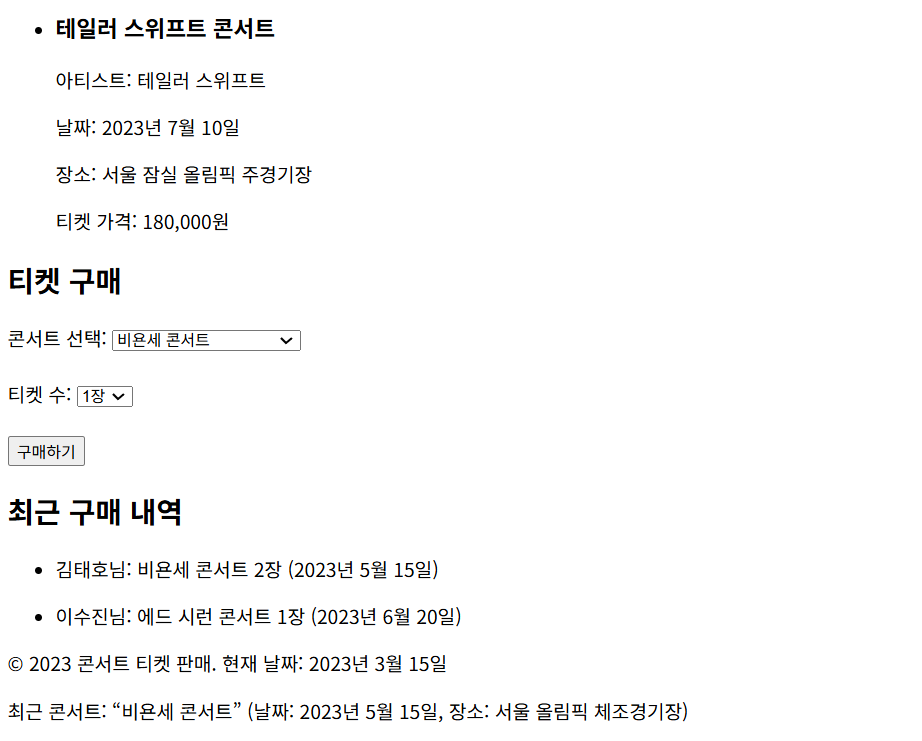 테일러 스위프트 콘서트
아티스트: 테일러 스위프트
날짜: 2023년 7월 10일
장소: 서울 잠실 올림픽 주경기장
티켓 가격: 180,000원
티켓 구매
콘서트 선택: 비욘세 콘서트
티켓 수: 1장
구매하기
최근 구매 내역
김태호님: 비욘세 콘서트 2장 (2023년 5월 15일)
이수진님: 에드 시런 콘서트 1장 (2023년 6월 20일)
© 2023 콘서트 티켓 판매. 현재 날짜: 2023년 3월 15일
최근 콘서트: “비욘세 콘서트” (날짜: 2023년 5월 15일, 장소: 서울 올림픽 체조경기장)